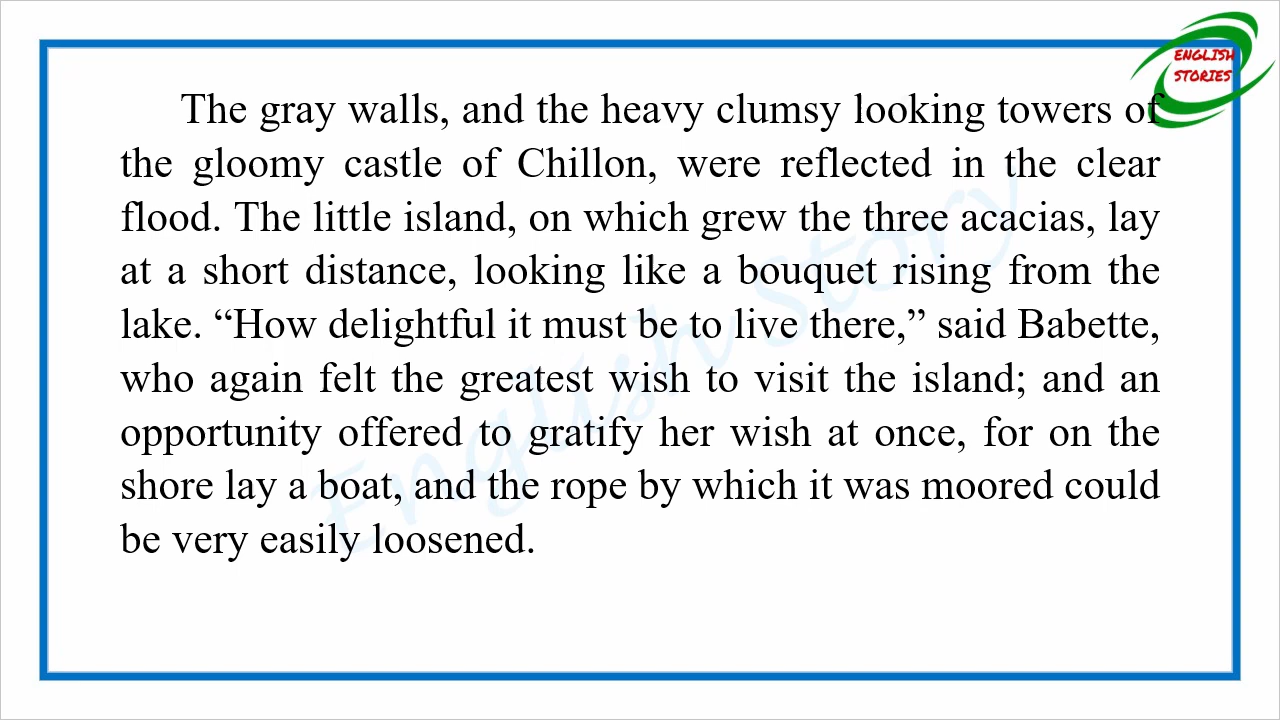 ENGLISH
STORIES
The gray walls, and the heavy clumsy looking towers of
the gloomy castle of Chillon, were reflected in the clear
flood. The little island, on which grew the three acacias, lay
at a short distance, looking like a bouquet rising from the
lake. “How delightful it must be to live there,” said Babette,
who again felt the greatest wish to visit the island; and an
opportunity offered to gratify her wish at once, for on the
shore lay a boat, and the rope by which it was moored could
be very easily loosened.
English Story